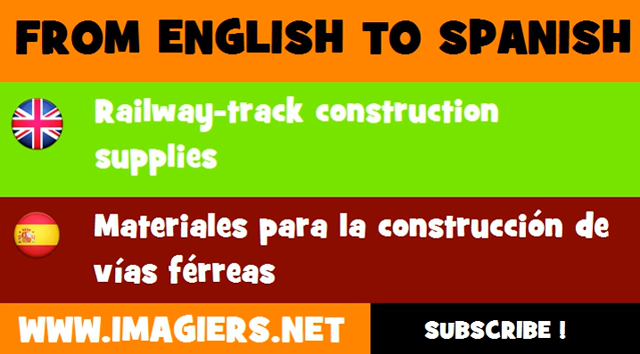 FROM ENGLISH TO SPANISH
Railway-track construction
supplies
Materiales para la construcción de
vías férreas
WWW.IMAGIERS.NET
SUBSCRIBE !